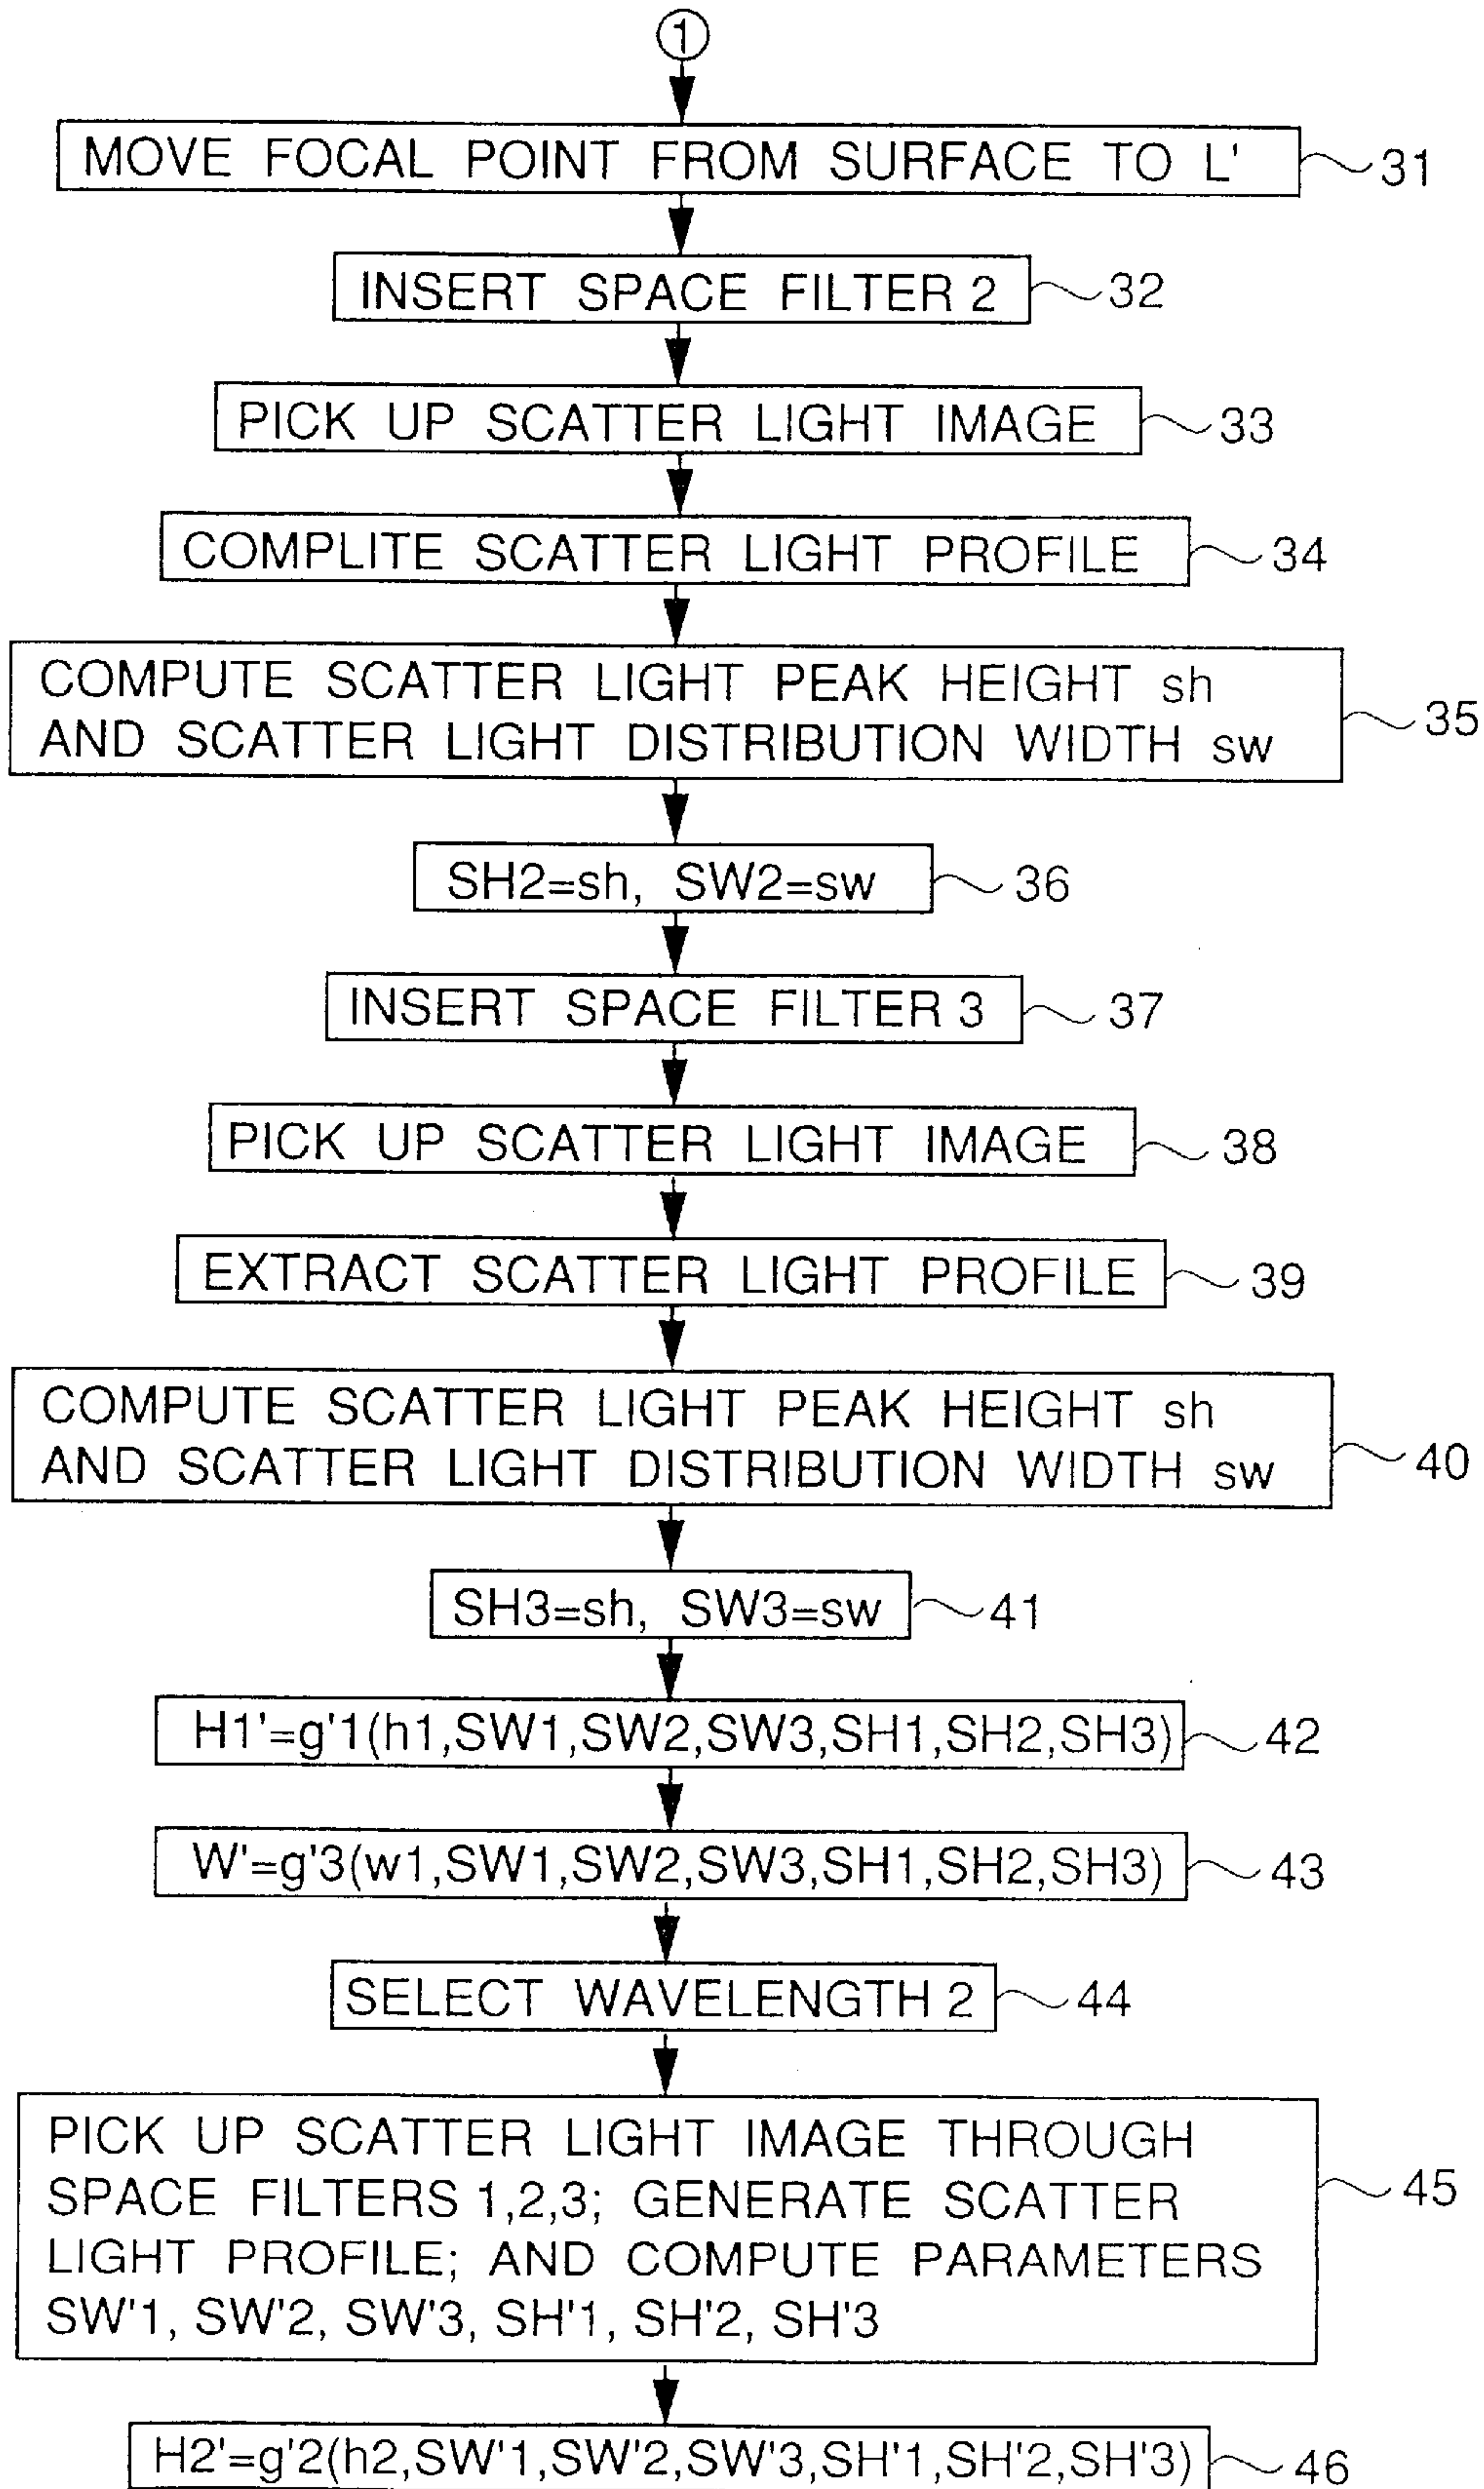 1
MOVE FOCAL POINT FROM SURFACE TO L'
31
INSERT SPACE FILTER 2
32
PICK UP SCATTER LIGHT IMAGE
33
COMPLITE SCATTER LIGHT PROFILE
34
COMPUTE SCATTER LIGHT PEAK HEIGHT sh
AND SCATTER LIGHT DISTRIBUTION WIDTH sw
35
SH2=sh, SW2=sw
36
INSERT SPACE FILTER 3
37
PICK UP SCATTER LIGHT IMAGE
38
EXTRACT SCATTER LIGHT PROFILE
39
COMPUTE SCATTER LIGHT PEAK HEIGHT sh
AND SCATTER LIGHT DISTRIBUTION WIDTH sw
40
SH3=sh, SW3=sw
41
H1'=g'1(h1,SW1,SW2,SW3,SH1,SH2,SH3)
42
W'=g'3(w1,SW1,SW2,SW3,SH1,SH2,SH3)
43
SELECT WAVELENGTH 2
44
PICK UP SCATTER LIGHT IMAGE THROUGH
SPACE FILTERS 1,2,3; GENERATE SCATTER
LIGHT PROFILE; AND COMPUTE PARAMETERS
SW'1, SW'2, SW'3, SH'1, SH'2, SH'3
45
H2'=g'2(h2,SW'1,SW'2,SW'3,SH'1,SH'2,SH'3)
46